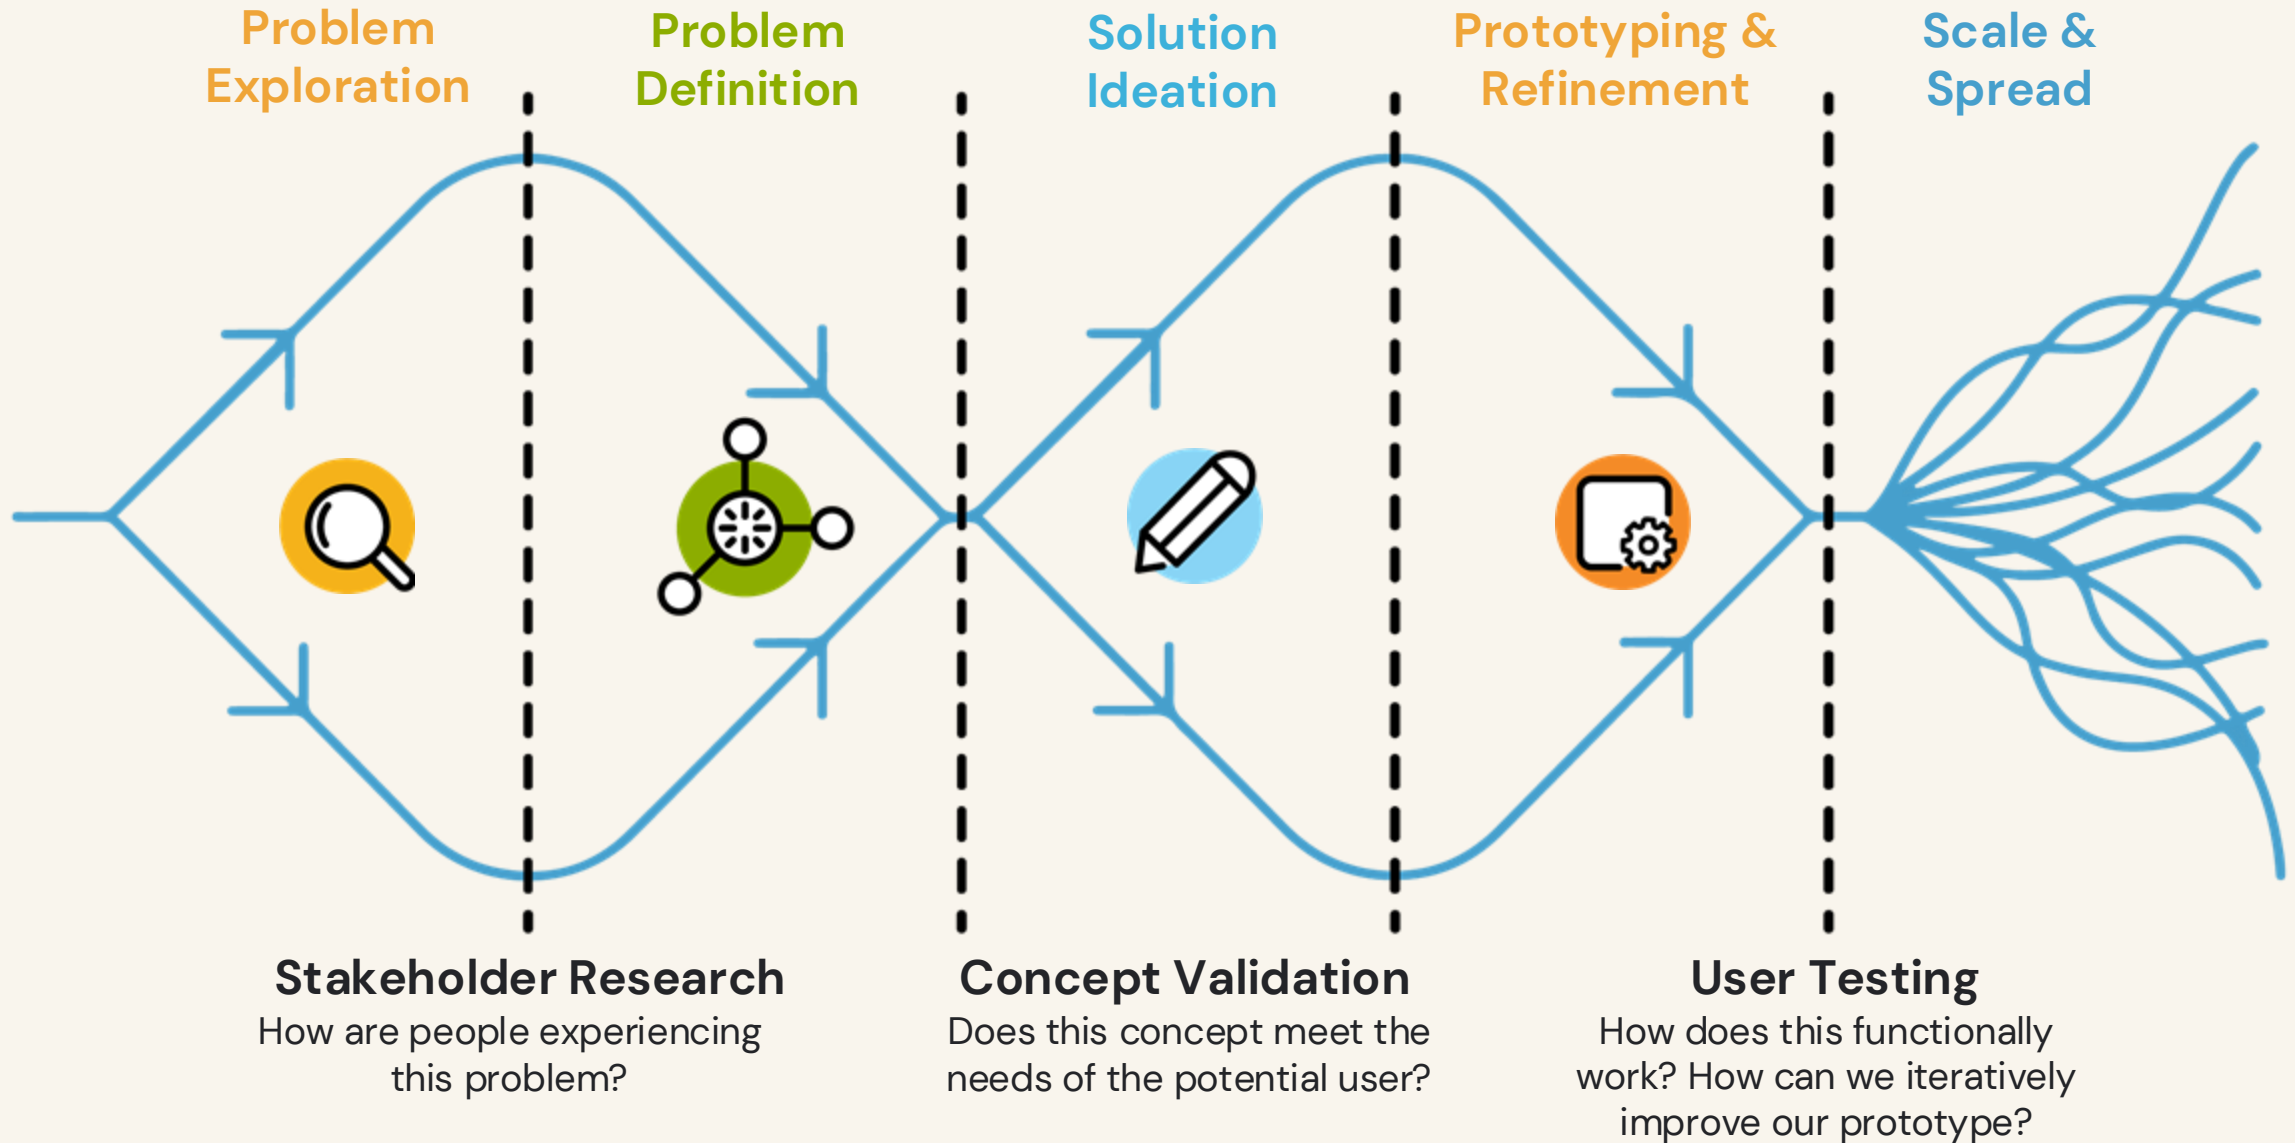 Problem
Exploration
Problem
Definition
Solution
Ideation
Prototyping &
Refinement
Scale &
Spread
Stakeholder Research
How are people experiencing
this problem?
Concept Validation
Does this concept meet the
needs of the potential user?
User Testing
How does this functionally
work? How can we iteratively
improve our prototype?